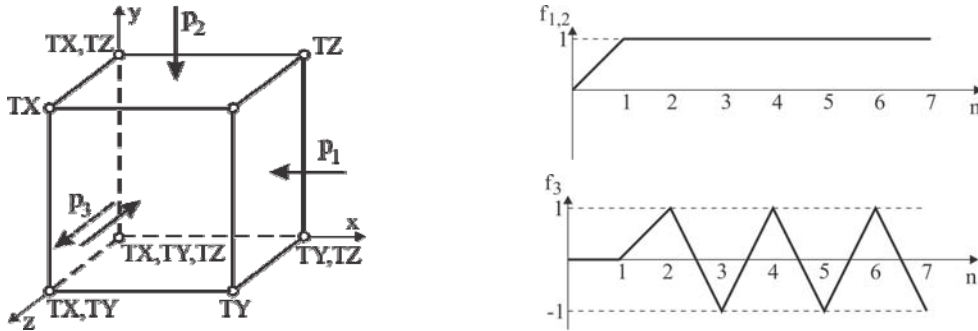 y
p2
TX,TZ
TZ
TX
p1
p3
x
TX,TY,TZ
TY,TZ
TX,TY
TY
z
f1,2
1
1 2 3 4 5 6 7
n
f3
1
1 2 3 4 5 6 7
n
-1